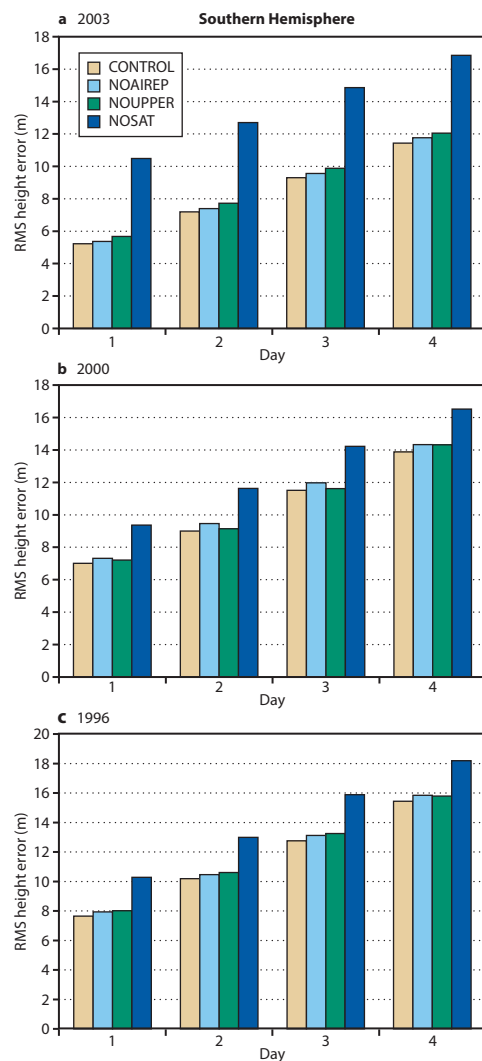 a 2003 Southern Hemisphere
18
16
14
12
10
8
6
4
2
0
RMS height error (m)
CONTROL
NOAIREP
NOUPPER
NOSAT
1 2 3 4
Day
b 2000
18
16
14
12
10
8
6
4
2
0
RMS height error (m)
1 2 3 4
Day
c 1996
20
18
16
14
12
10
8
6
4
2
0
RMS height error (m)
1 2 3 4
Day